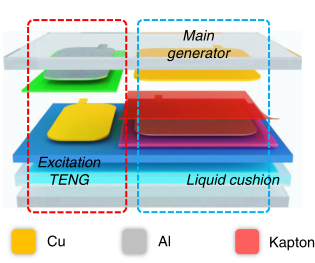 Main
generator
Excitation
TENG
Liquid cushion
Cu
Al
Kapton